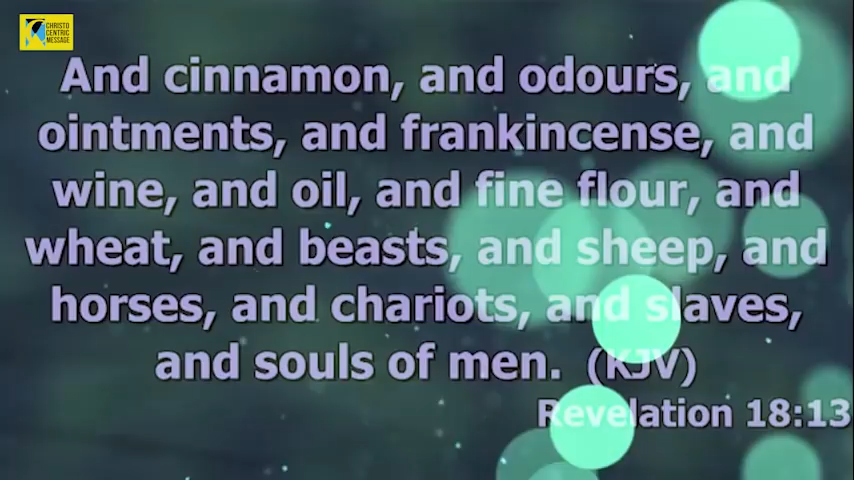 CHRISTO
CENTRIC
MESSAGE
And cinnamon, and odours, and
ointments, and frankincense, and
wine, and oil, and fine flour, and
wheat, and beasts, and sheep, and
horses, and chariots, and slaves,
and souls of men. (KJV)
Revelation 18:13